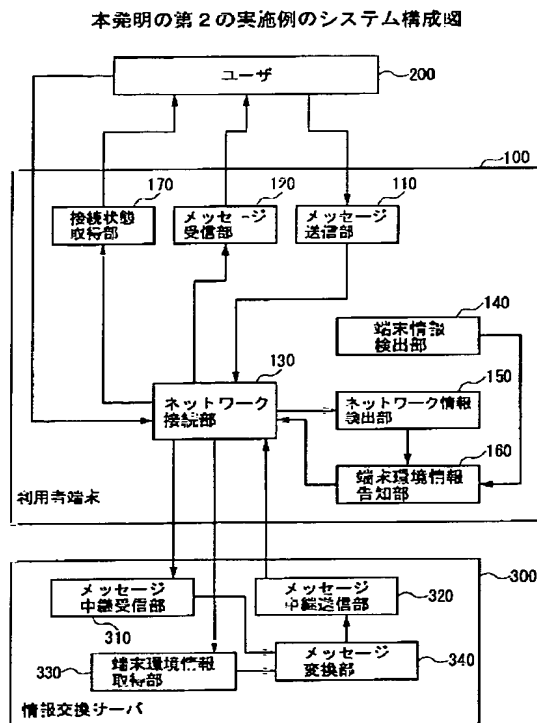 本発明の第２の実施例のシステム構成図
ユーザ
200
100
170
190
110
接続状態
取得部
メッセージ
受信部
メッセージ
送信部
140
端末情報
検出部
130
150
ネットワーク
接続部
ネットワーク情報
検出部
160
端末環境情報
告知部
利用者端末
300
メッセージ
中継受信部
メッセージ
中継送信部
320
310
330
端末環境情報
取得部
メッセージ
変換部
340
情報交換サーバ